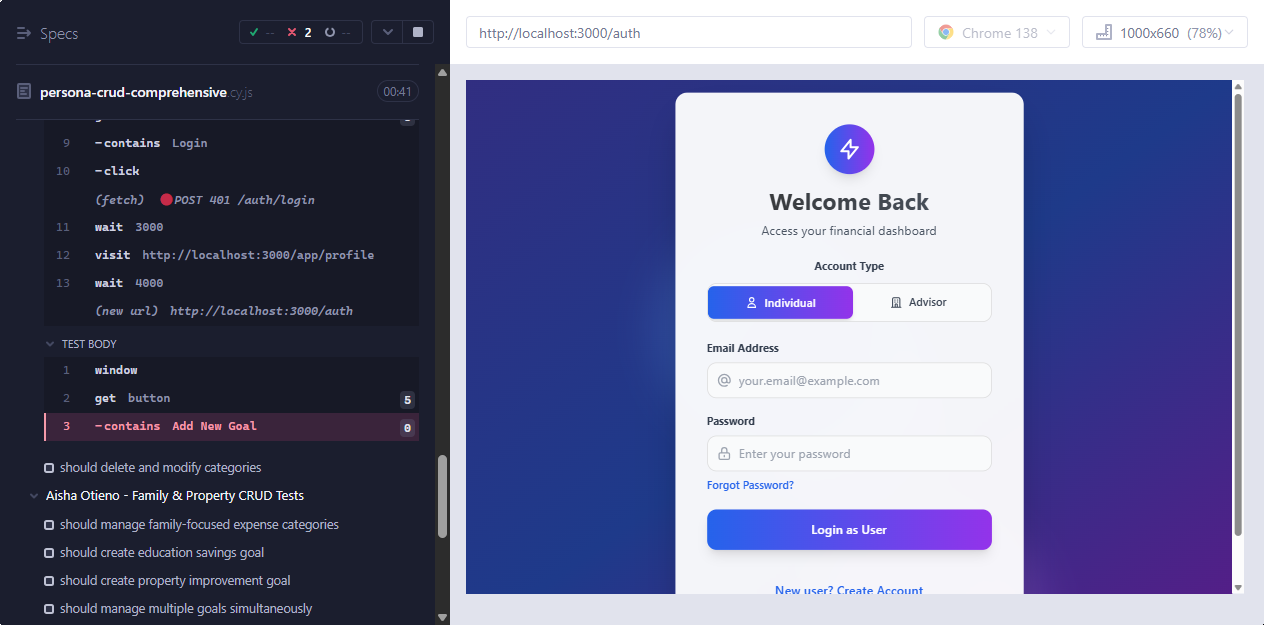 Specs
-- 2 --
persona-crud-comprehensive.cy.js 00:41
9 -contains Login
10 -click
(fetch) POST 401 /auth/login
11 wait 3000
12 visit http://localhost:3000/app/profile
13 wait 4000
(new url) http://localhost:3000/auth
TEST BODY
1 window
2 get button 5
3 -contains Add New Goal 0
should delete and modify categories
Aisha Otieno - Family & Property CRUD Tests
should manage family-focused expense categories
should create education savings goal
should create property improvement goal
should manage multiple goals simultaneously
http://localhost:3000/auth
Chrome 138
1000x660 (78%)
Welcome Back
Access your financial dashboard
Account Type
Individual
Advisor
Email Address
your.email@example.com
Password
Enter your password
Forgot Password?
Login as User
New user? Create Account